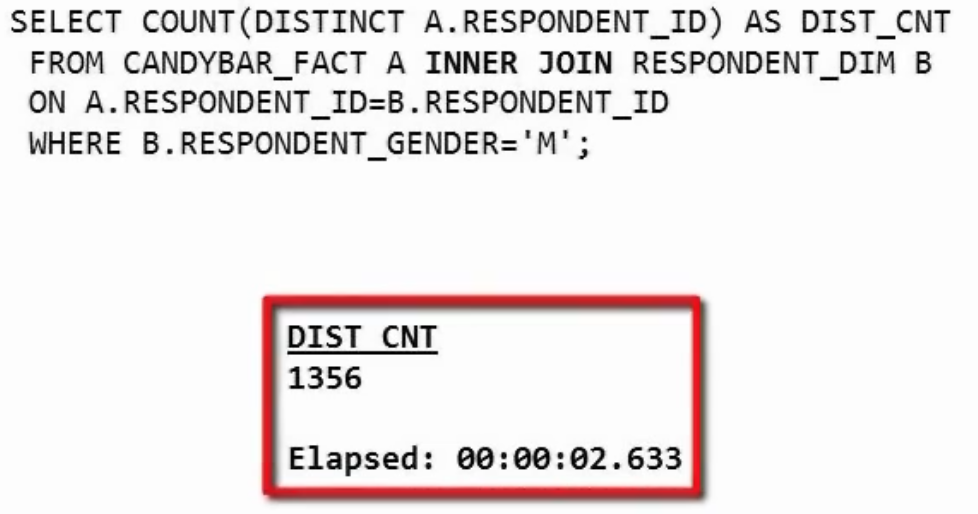 SELECT COUNT(DISTINCT A.RESPONDENT_ID) AS DIST_CNT
FROM CANDYBAR_FACT A INNER JOIN RESPONDENT_DIM B
ON A.RESPONDENT_ID=B.RESPONDENT_ID
WHERE B.RESPONDENT_GENDER='M';
DIST CNT
1356
Elapsed: 00:00:02.633